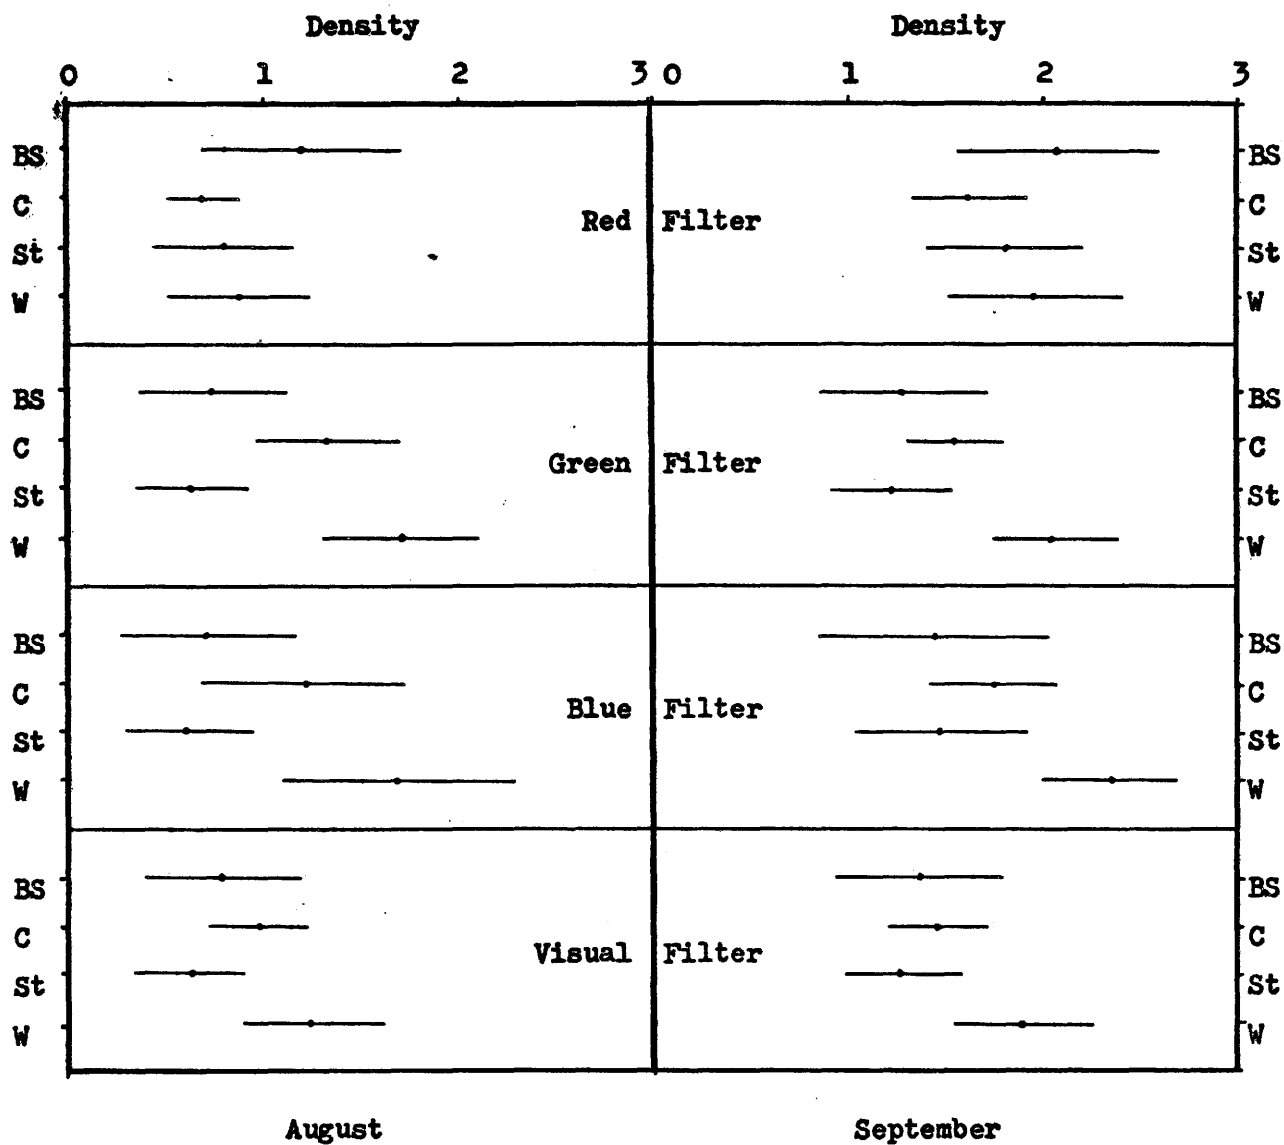 Density Density
0 1 2 3 0 1 2 3
BS BS
C C
Red Filter
St St
W W
BS BS
C C
Green Filter
St St
W W
BS BS
C C
Blue Filter
St St
W W
BS BS
C C
Visual Filter
St St
W W
August September